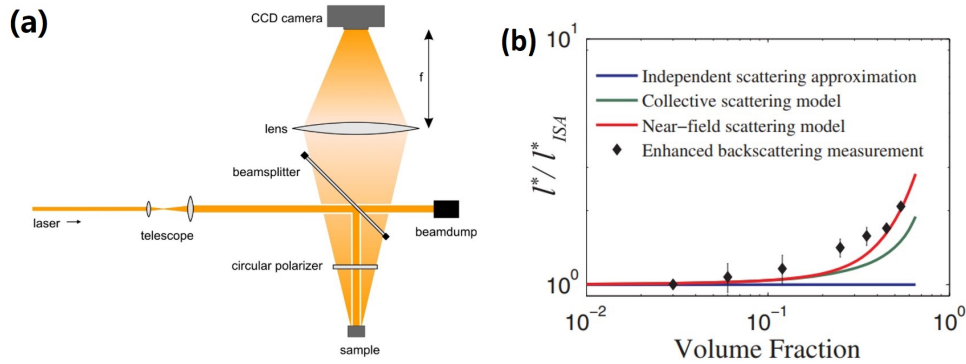 (a)
CCD camera
f
lens
beamsplitter
laser →
telescope
beamdump
circular polarizer
sample
(b)
10¹
Independent scattering approximation
Collective scattering model
Near-field scattering model
Enhanced backscattering measurement
l*/ l*ISA
10⁰
10⁻²
10⁻¹
10⁰
Volume Fraction